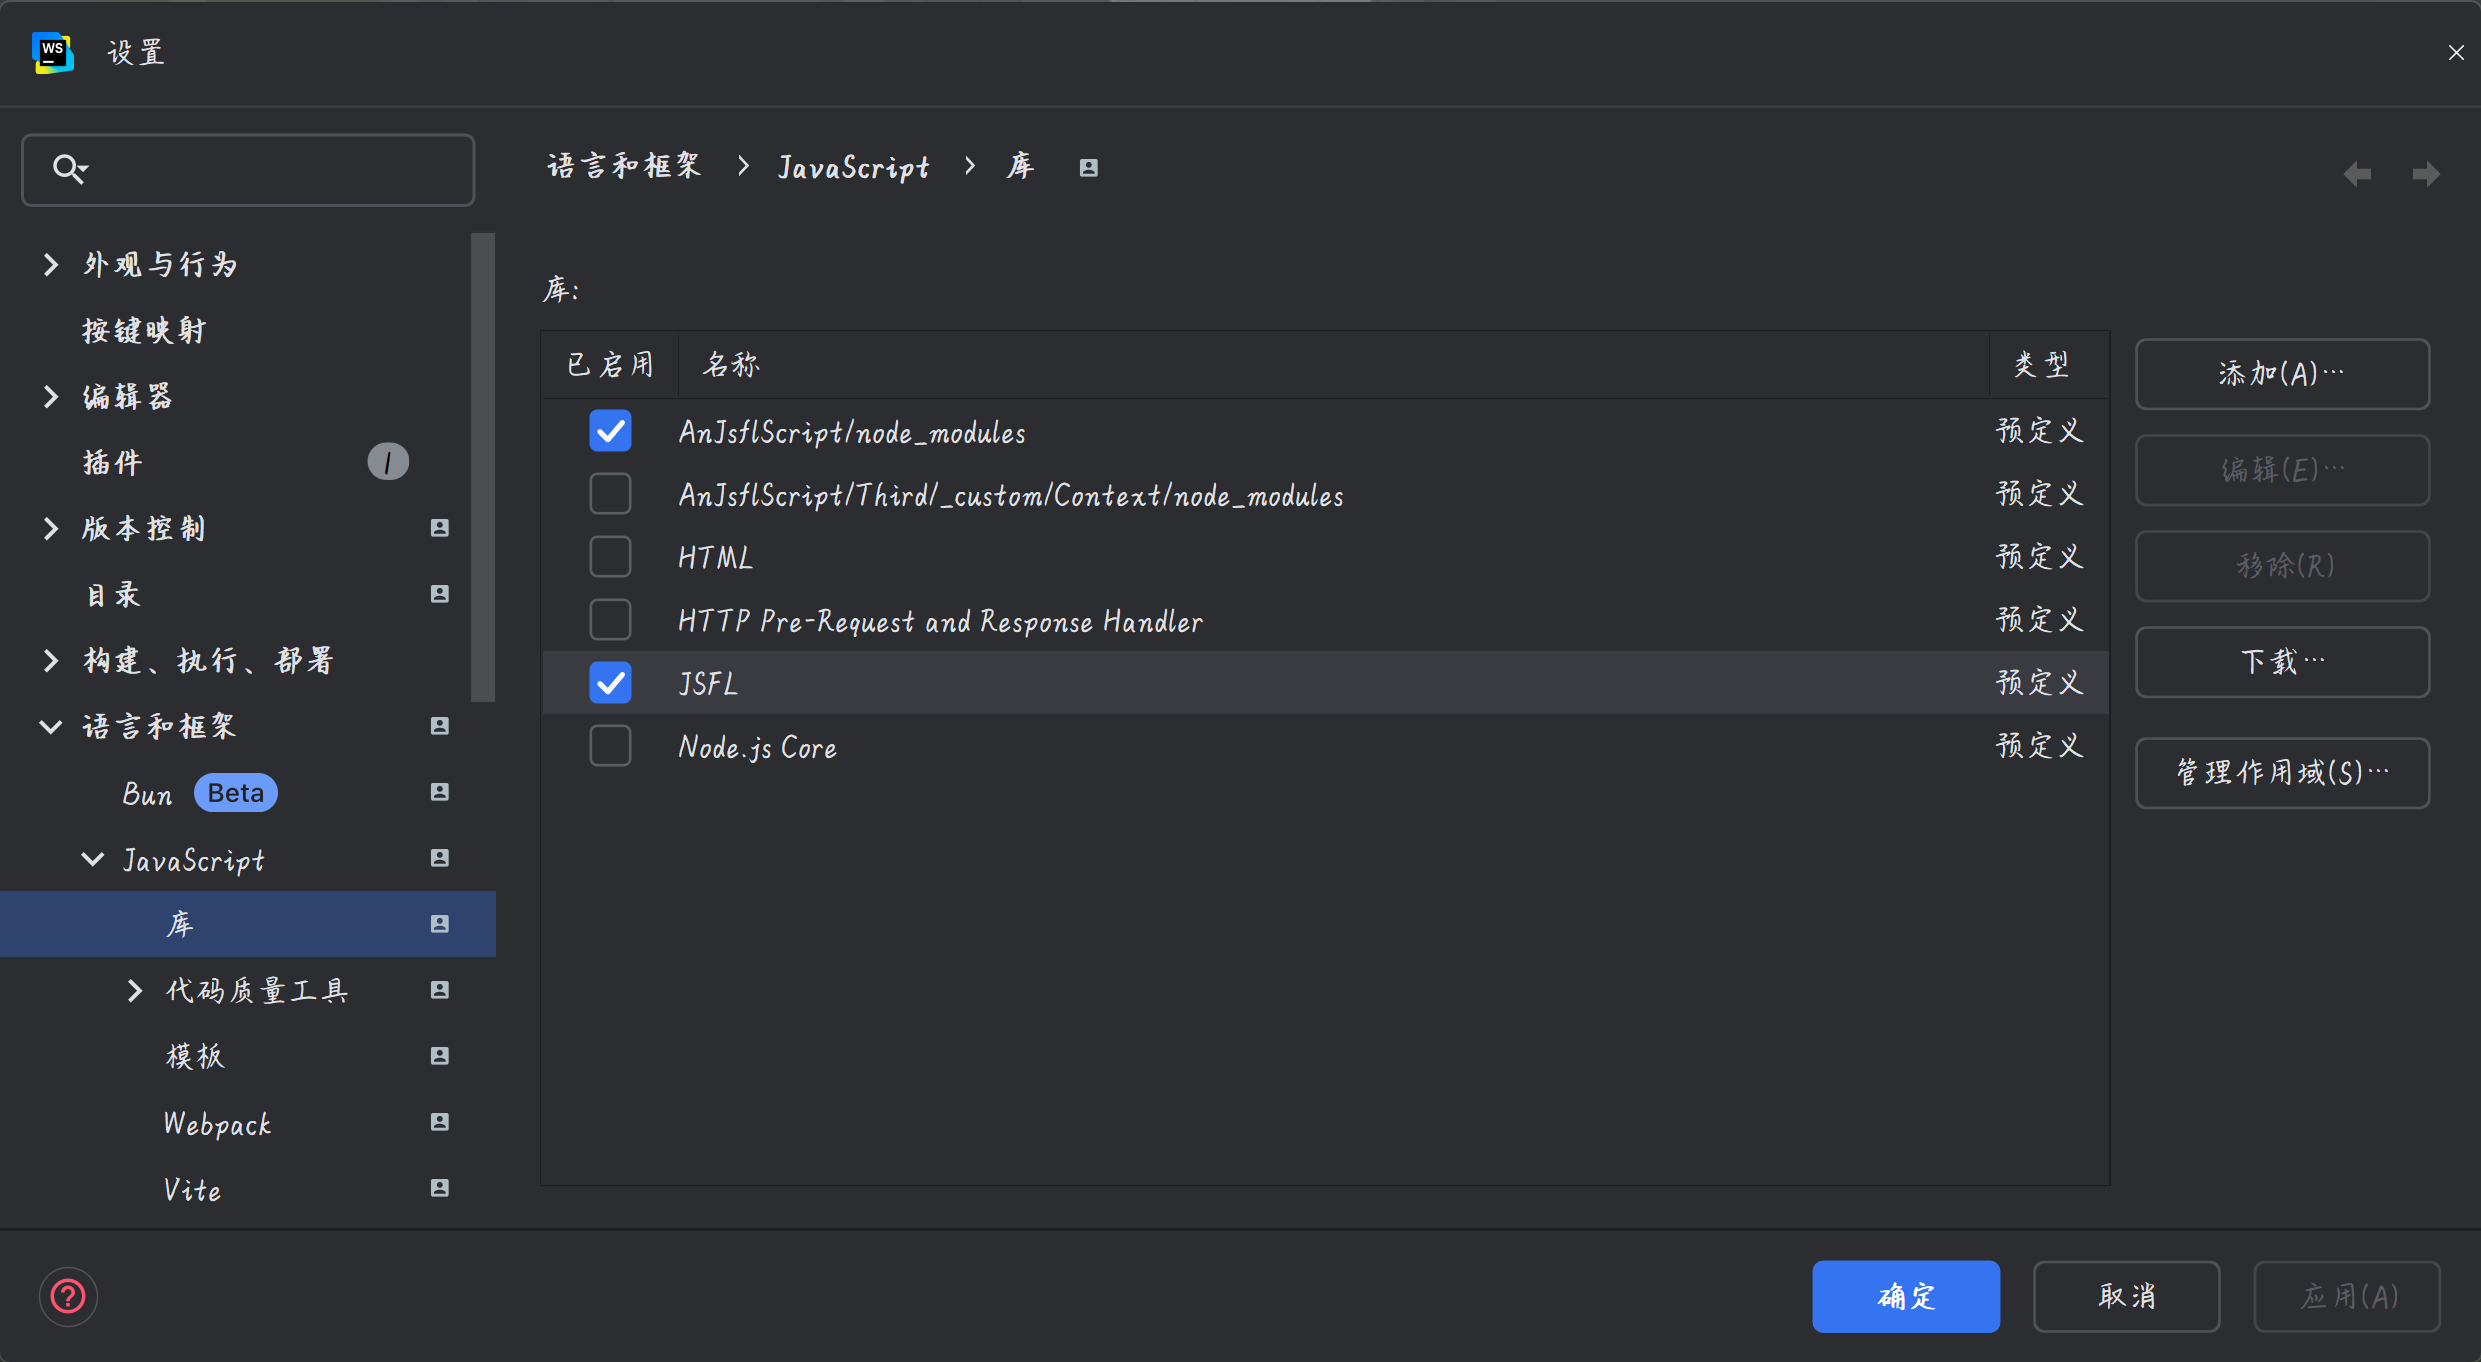 WS
设置
语言和框架 > JavaScript > 库
外观与行为
按键映射
编辑器
插件 1
版本控制
目录
构建、执行、部署
语言和框架
Bun Beta
JavaScript
库
代码质量工具
模板
Webpack
Vite
库:
已启用 名称 类型
AnJsflScript/node_modules 预定义
AnJsflScript/Third/_custom/Context/node_modules 预定义
HTML 预定义
HTTP Pre-Request and Response Handler 预定义
JSFL 预定义
Node.js Core 预定义
添加(A)…
编辑(E)…
移除(R)
下载…
管理作用域(S)…
?
确定 取消 应用(A)